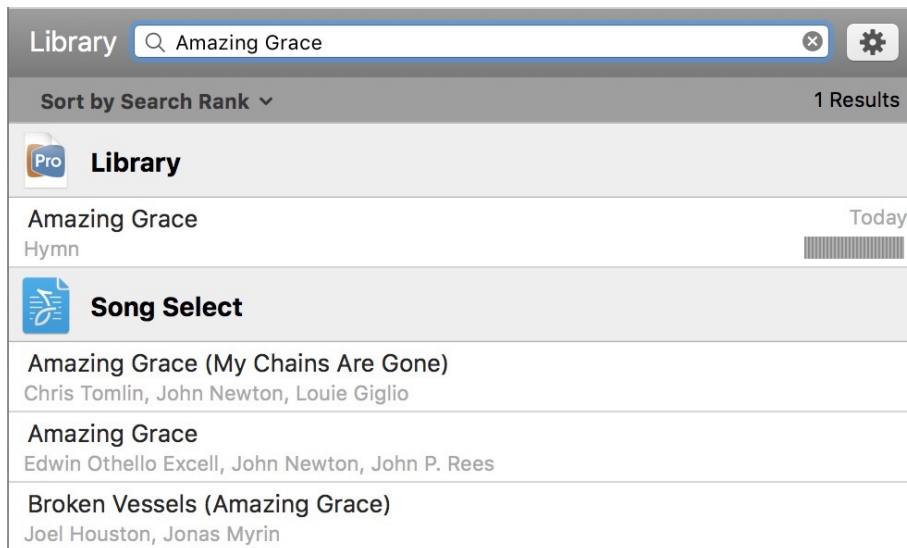 Library Amazing Grace
Sort by Search Rank 1 Results
Pro Library
Amazing Grace Today
Hymn
Song Select
Amazing Grace (My Chains Are Gone)
Chris Tomlin, John Newton, Louie Giglio
Amazing Grace
Edwin Othello Excell, John Newton, John P. Rees
Broken Vessels (Amazing Grace)
Joel Houston, Jonas Myrin